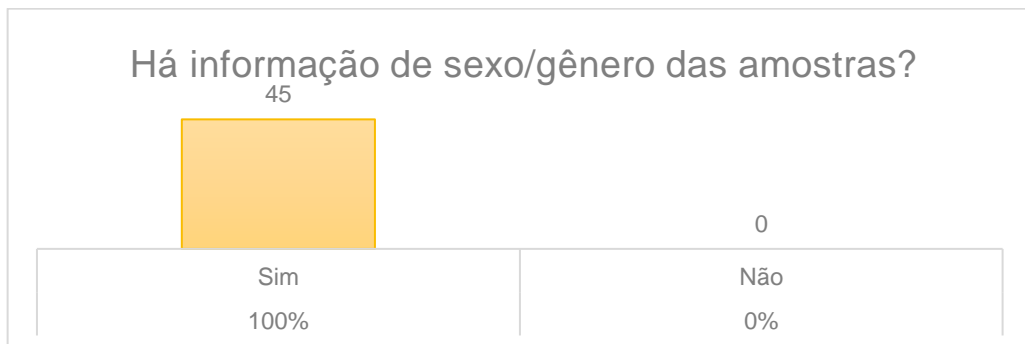 Há informação de sexo/gênero das amostras?
45
0
Sim Não
100% 0%